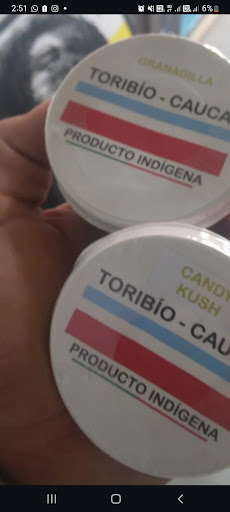 2:51
6%
GRANADILLA
TORIBÍO - CAUCA
PRODUCTO INDÍGENA
CANDY
KUSH
TORIBÍO - CAU
PRODUCTO INDÍGENA